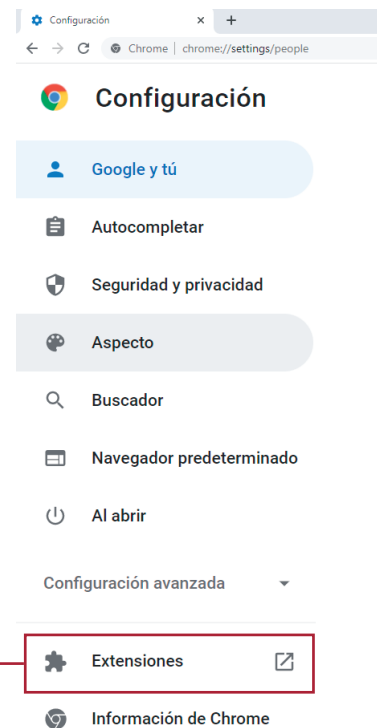 Configuración
Chrome | chrome://settings/people
Configuración
Google y tú
Autocompletar
Seguridad y privacidad
Aspecto
Buscador
Navegador predeterminado
Al abrir
Configuración avanzada
Extensiones
Información de Chrome